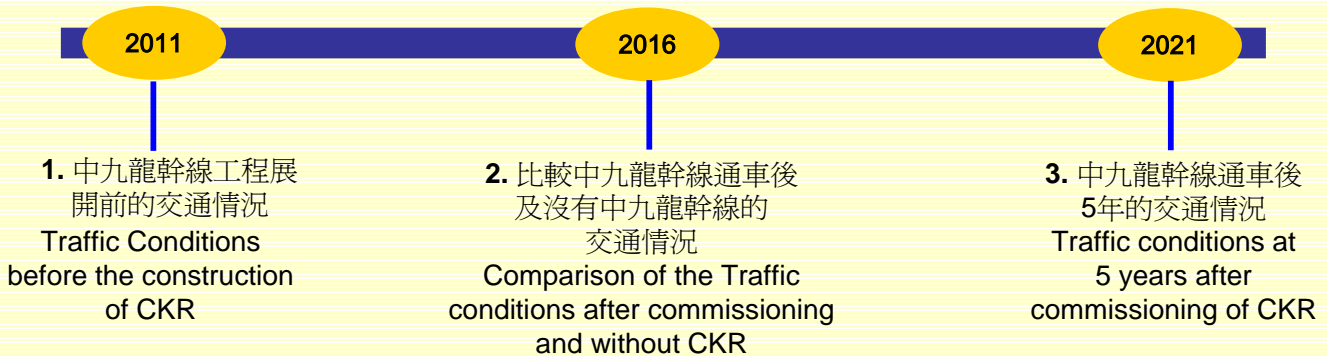 2011
2016
2021
1. 中九龍幹線工程展
開前的交通情況
Traffic Conditions
before the construction
of CKR
2. 比較中九龍幹線通車後
及沒有中九龍幹線的
交通情況
Comparison of the Traffic
conditions after commissioning
and without CKR
3. 中九龍幹線通車後
5年的交通情況
Traffic conditions at
5 years after
commissioning of CKR